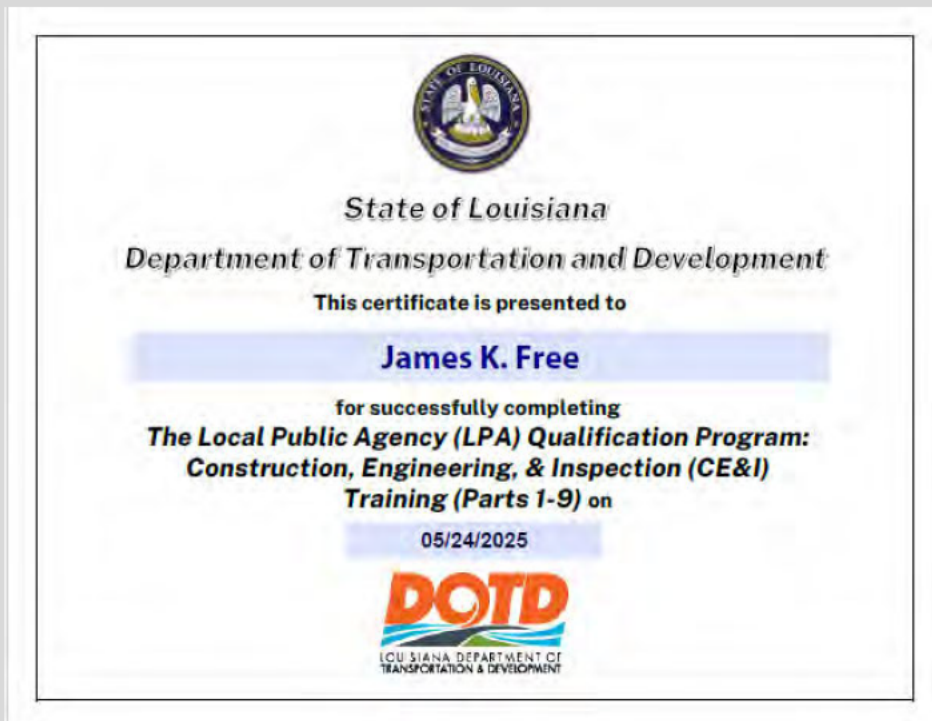 STATE OF LOUISIANA
State of Louisiana
Department of Transportation and Development
This certificate is presented to
James K. Free
for successfully completing
The Local Public Agency (LPA) Qualification Program:
Construction, Engineering, & Inspection (CE&I)
Training (Parts 1-9) on
05/24/2025
DOTD
LOUISIANA DEPARTMENT OF
TRANSPORTATION & DEVELOPMENT